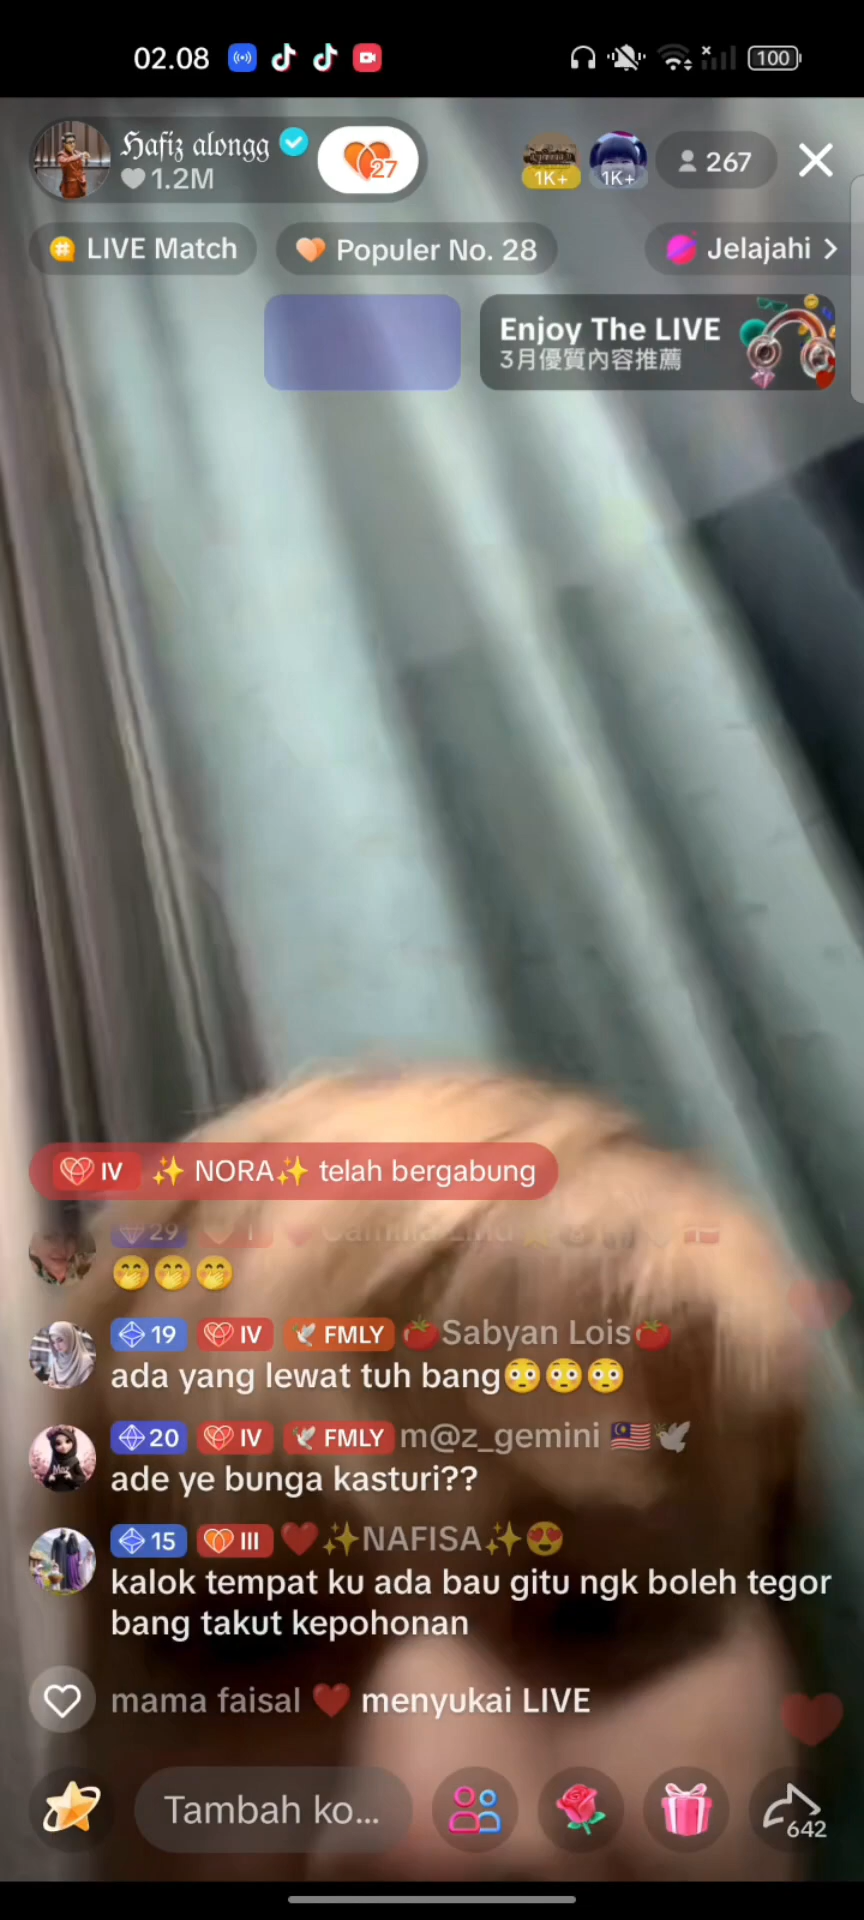 02.08
100
ℌafiz alongg
1.2M
27
1K+
1K+
267
LIVE Match
Populer No. 28
Jelajahi
Enjoy The LIVE
3月優質內容推薦
IV ✨ NORA✨ telah bergabung
29 I
🤭🤭🤭
19 IV FMLY 🍅Sabyan Lois🍅
ada yang lewat tuh bang😳😳😳
20 IV FMLY m@z_gemini 🇲🇾🕊️
ade ye bunga kasturi??
15 III ❤️✨NAFISA✨😍
kalok tempat ku ada bau gitu ngk boleh tegor
bang takut kepohonan
mama faisal ❤️ menyukai LIVE
Tambah ko...
642